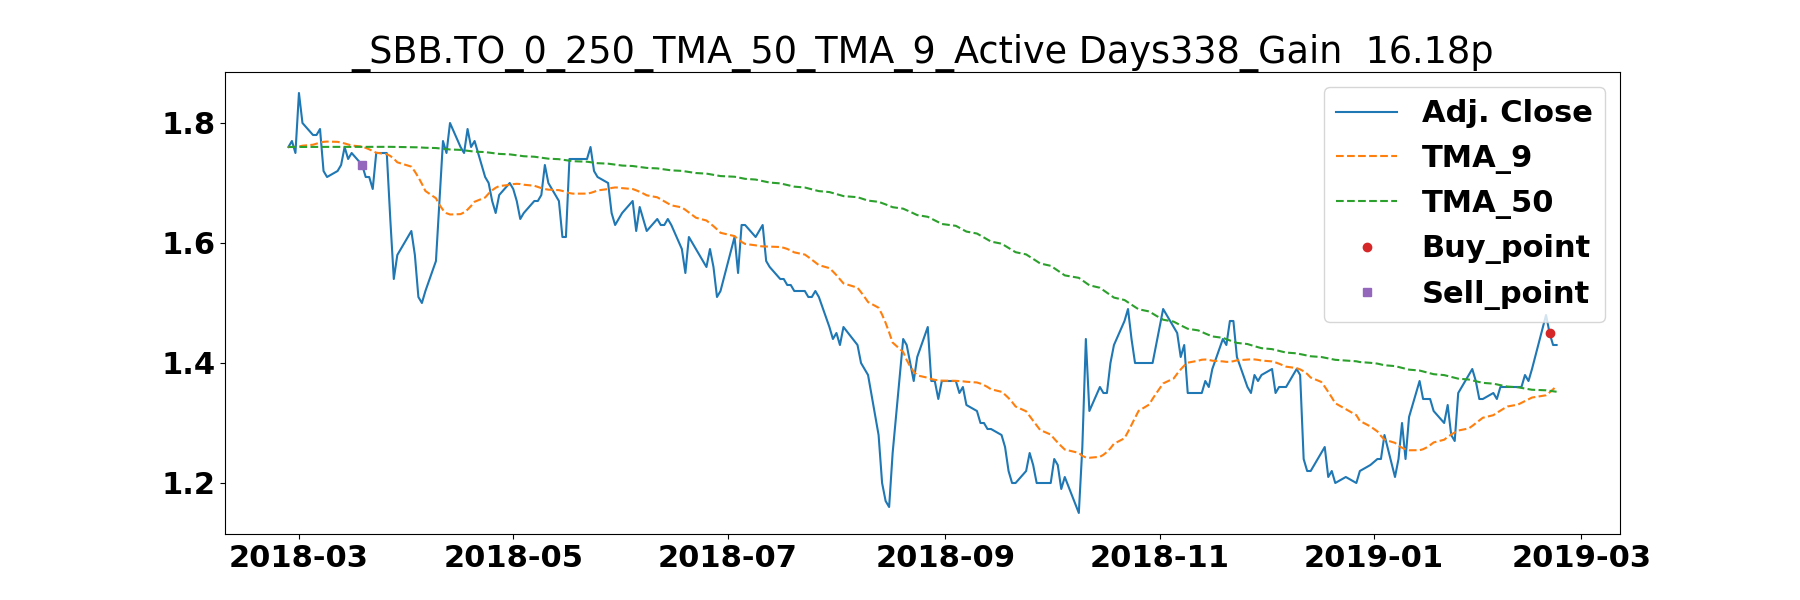 _SBB.TO_0_250_TMA_50_TMA_9_Active Days338_Gain  16.18p
Adj. Close
TMA_9
TMA_50
Buy_point
Sell_point
1.8
1.6
1.4
1.2
2018-03 2018-05 2018-07 2018-09 2018-11 2019-01 2019-03